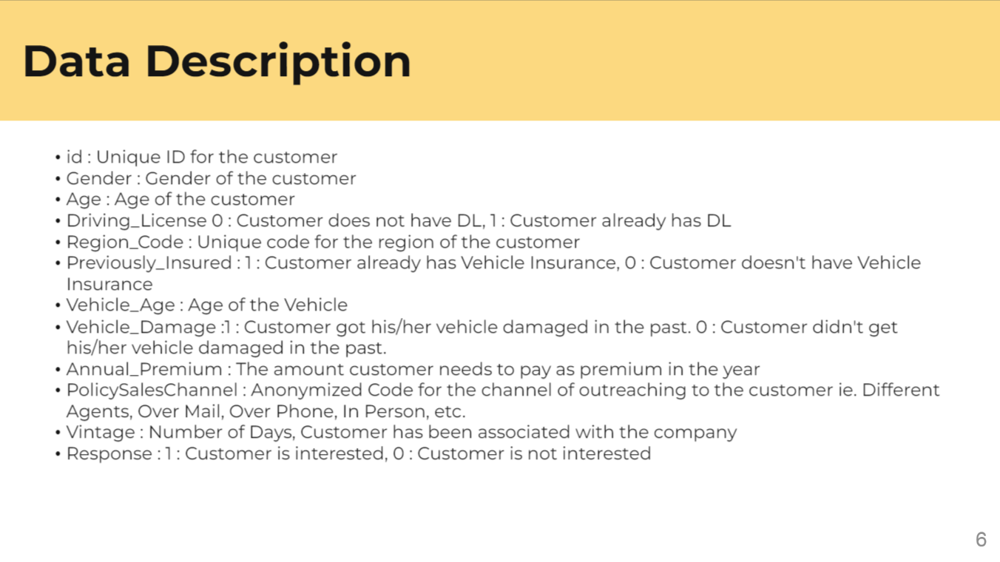 Data Description
• id : Unique ID for the customer
• Gender : Gender of the customer
• Age : Age of the customer
• Driving_License 0 : Customer does not have DL, 1 : Customer already has DL
• Region_Code : Unique code for the region of the customer
• Previously_Insured : 1 : Customer already has Vehicle Insurance, 0 : Customer doesn't have Vehicle
Insurance
• Vehicle_Age : Age of the Vehicle
• Vehicle_Damage :1 : Customer got his/her vehicle damaged in the past. 0 : Customer didn't get
his/her vehicle damaged in the past.
• Annual_Premium : The amount customer needs to pay as premium in the year
• PolicySalesChannel : Anonymized Code for the channel of outreaching to the customer ie. Different
Agents, Over Mail, Over Phone, In Person, etc.
• Vintage : Number of Days, Customer has been associated with the company
• Response : 1 : Customer is interested, 0 : Customer is not interested
6